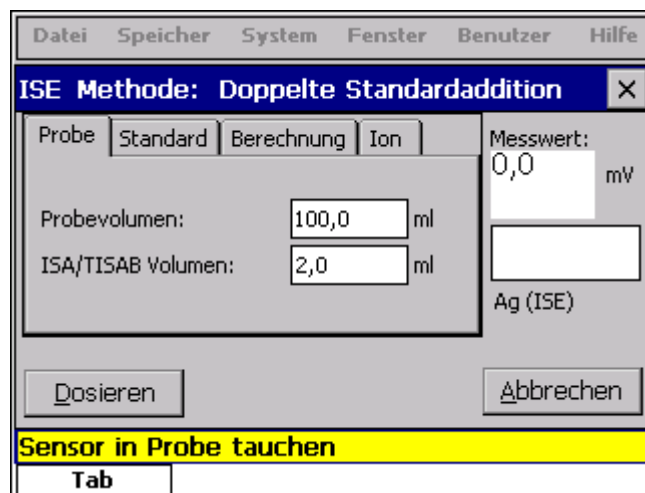 Datei Speicher System Fenster Benutzer Hilfe
ISE Methode: Doppelte Standardaddition
Probe Standard Berechnung Ion
Messwert:
0,0 mV
Probevolumen: 100,0 ml
ISA/TISAB Volumen: 2,0 ml
Ag (ISE)
Dosieren Abbrechen
Sensor in Probe tauchen
Tab